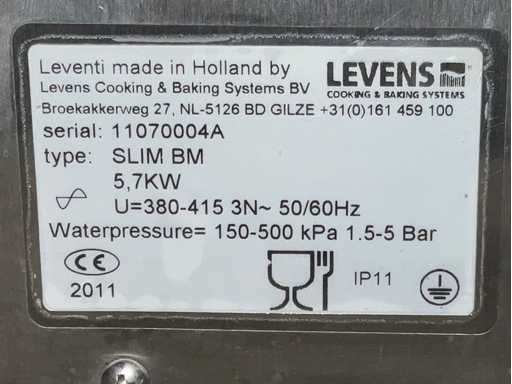 Leventi made in Holland by
LEVENS
Levens Cooking & Baking Systems BV
COOKING & BAKING SYSTEMS
Broekakkerweg 27, NL-5126 BD GILZE +31(0)161 459 100
serial: 11070004A
type: SLIM BM
5,7KW
U=380-415 3N~ 50/60Hz
Waterpressure= 150-500 kPa 1.5-5 Bar
CE
IP11
2011